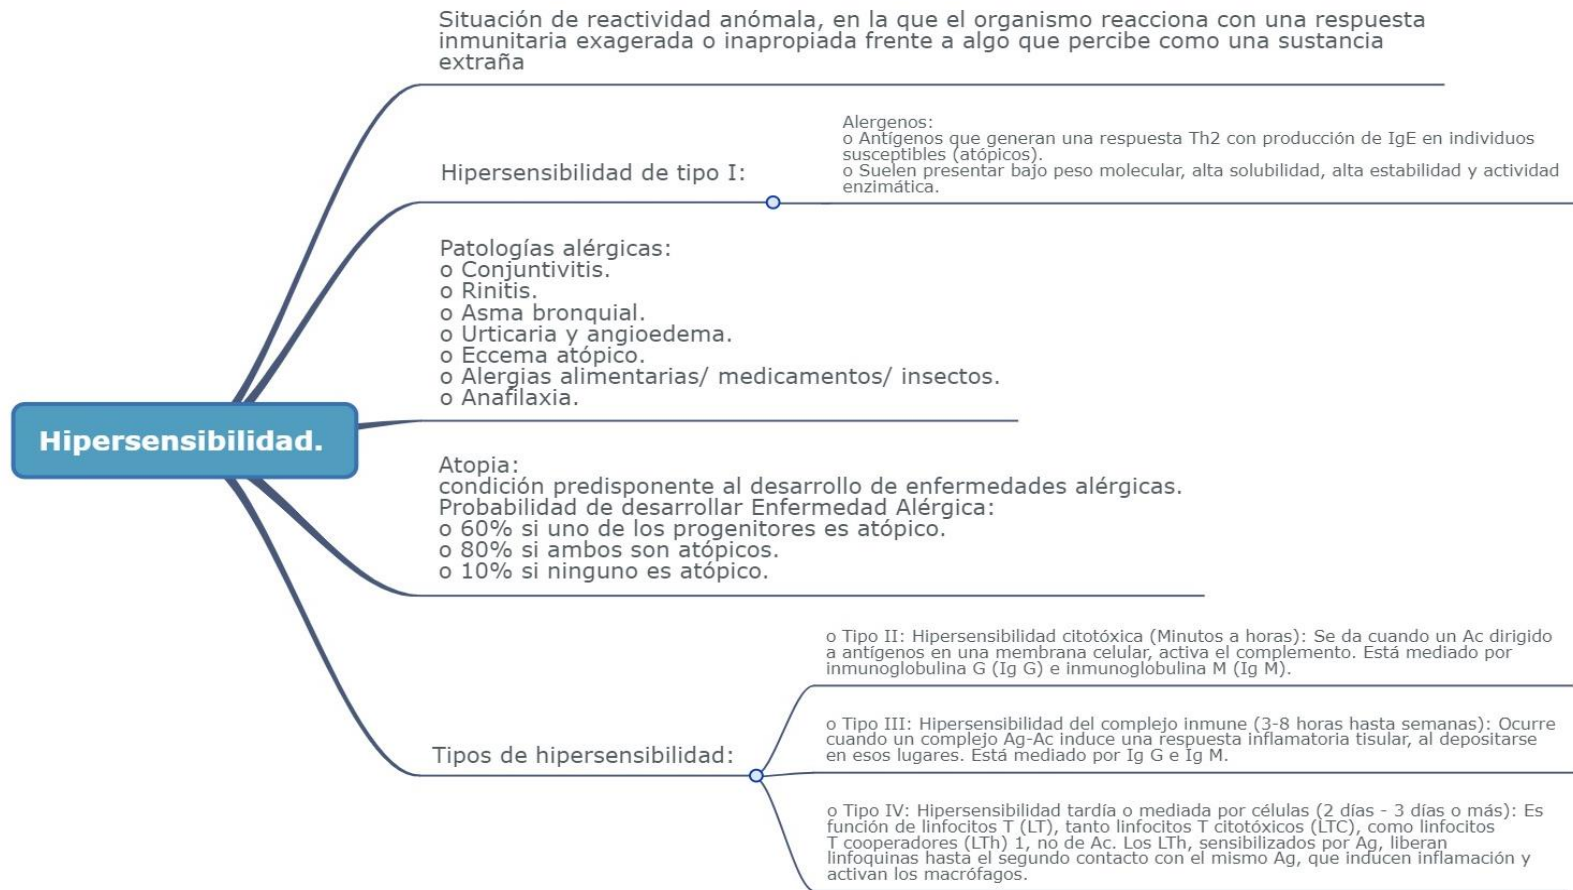 Situación de reactividad anómala, en la que el organismo reacciona con una respuesta
inmunitaria exagerada o inapropiada frente a algo que percibe como una sustancia
extraña
Hipersensibilidad de tipo I:
Alergenos:
o Antígenos que generan una respuesta Th2 con producción de IgE en individuos
susceptibles (atópicos).
o Suelen presentar bajo peso molecular, alta solubilidad, alta estabilidad y actividad
enzimática.
Patologías alérgicas:
o Conjuntivitis.
o Rinitis.
o Asma bronquial.
o Urticaria y angioedema.
o Eccema atópico.
o Alergias alimentarias/ medicamentos/ insectos.
o Anafilaxia.
Hipersensibilidad.
Atopia:
condición predisponente al desarrollo de enfermedades alérgicas.
Probabilidad de desarrollar Enfermedad Alérgica:
o 60% si uno de los progenitores es atópico.
o 80% si ambos son atópicos.
o 10% si ninguno es atópico.
Tipos de hipersensibilidad:
o Tipo II: Hipersensibilidad citotóxica (Minutos a horas): Se da cuando un Ac dirigido
a antígenos en una membrana celular, activa el complemento. Está mediado por
inmunoglobulina G (Ig G) e inmunoglobulina M (Ig M).
o Tipo III: Hipersensibilidad del complejo inmune (3-8 horas hasta semanas): Ocurre
cuando un complejo Ag-Ac induce una respuesta inflamatoria tisular, al depositarse
en esos lugares. Está mediado por Ig G e Ig M.
o Tipo IV: Hipersensibilidad tardía o mediada por células (2 días - 3 días o más): Es
función de linfocitos T (LT), tanto linfocitos T citotóxicos (LTC), como linfocitos
T cooperadores (LTh) 1, no de Ac. Los LTh, sensibilizados por Ag, liberan
linfoquinas hasta el segundo contacto con el mismo Ag, que inducen inflamación y
activan los macrófagos.